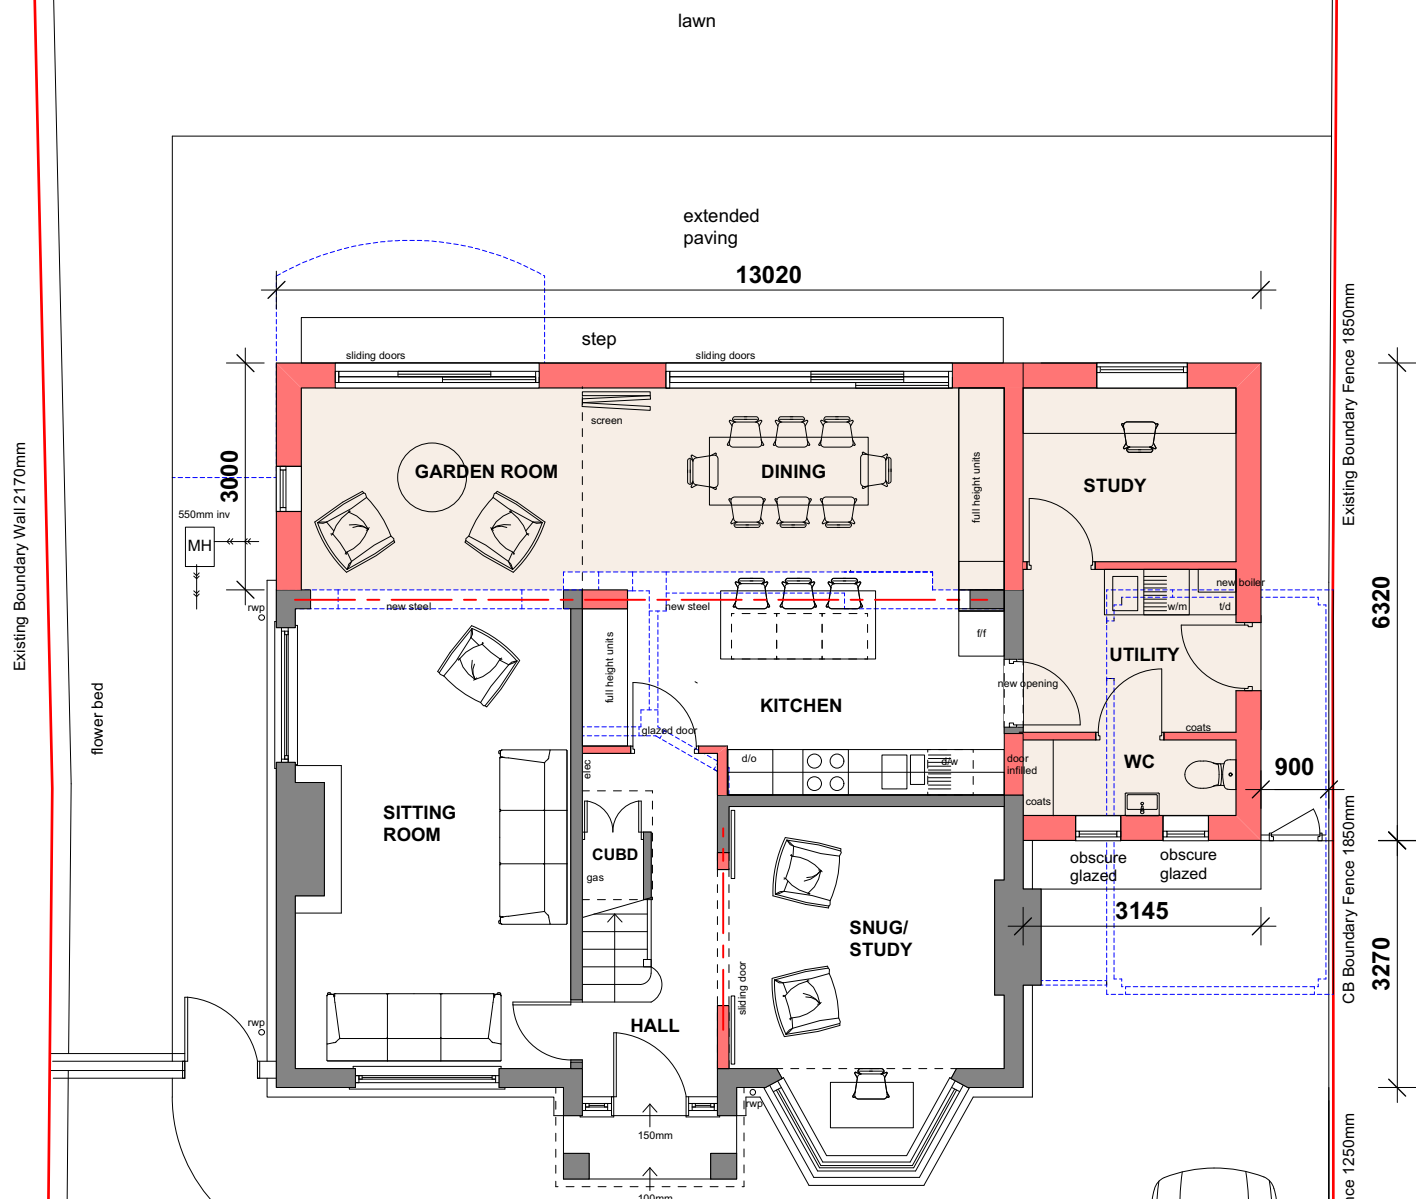 lawn
extended
paving
13020
step
sliding doors
sliding doors
screen
GARDEN ROOM
DINING
full height units
STUDY
3000
550mm inv
MH
rwp
new steel
new steel
new boiler
w/m
t/d
f/f
full height units
UTILITY
new opening
KITCHEN
glazed door
coats
d/o
d/w
door
infilled
WC
900
elec
coats
SITTING
ROOM
CUBD
gas
obscure
glazed
obscure
glazed
3145
SNUG/
STUDY
sliding door
HALL
rwp
rwp
150mm
100mm
Existing Boundary Wall 2170mm
flower bed
Existing Boundary Fence 1850mm
6320
CB Boundary Fence 1850mm
3270
nce 1250mm